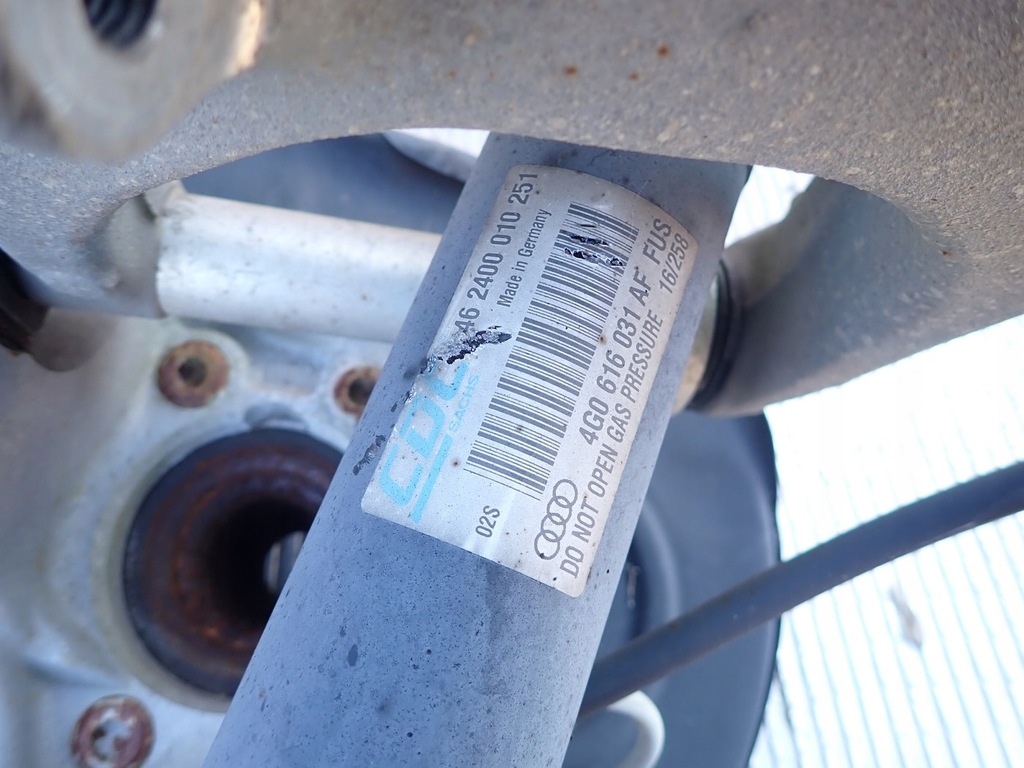 46 2400 010 251
Made in Germany
SACHS
02S
4G0 616 031 AF FUS
DO NOT OPEN GAS PRESSURE 16/258